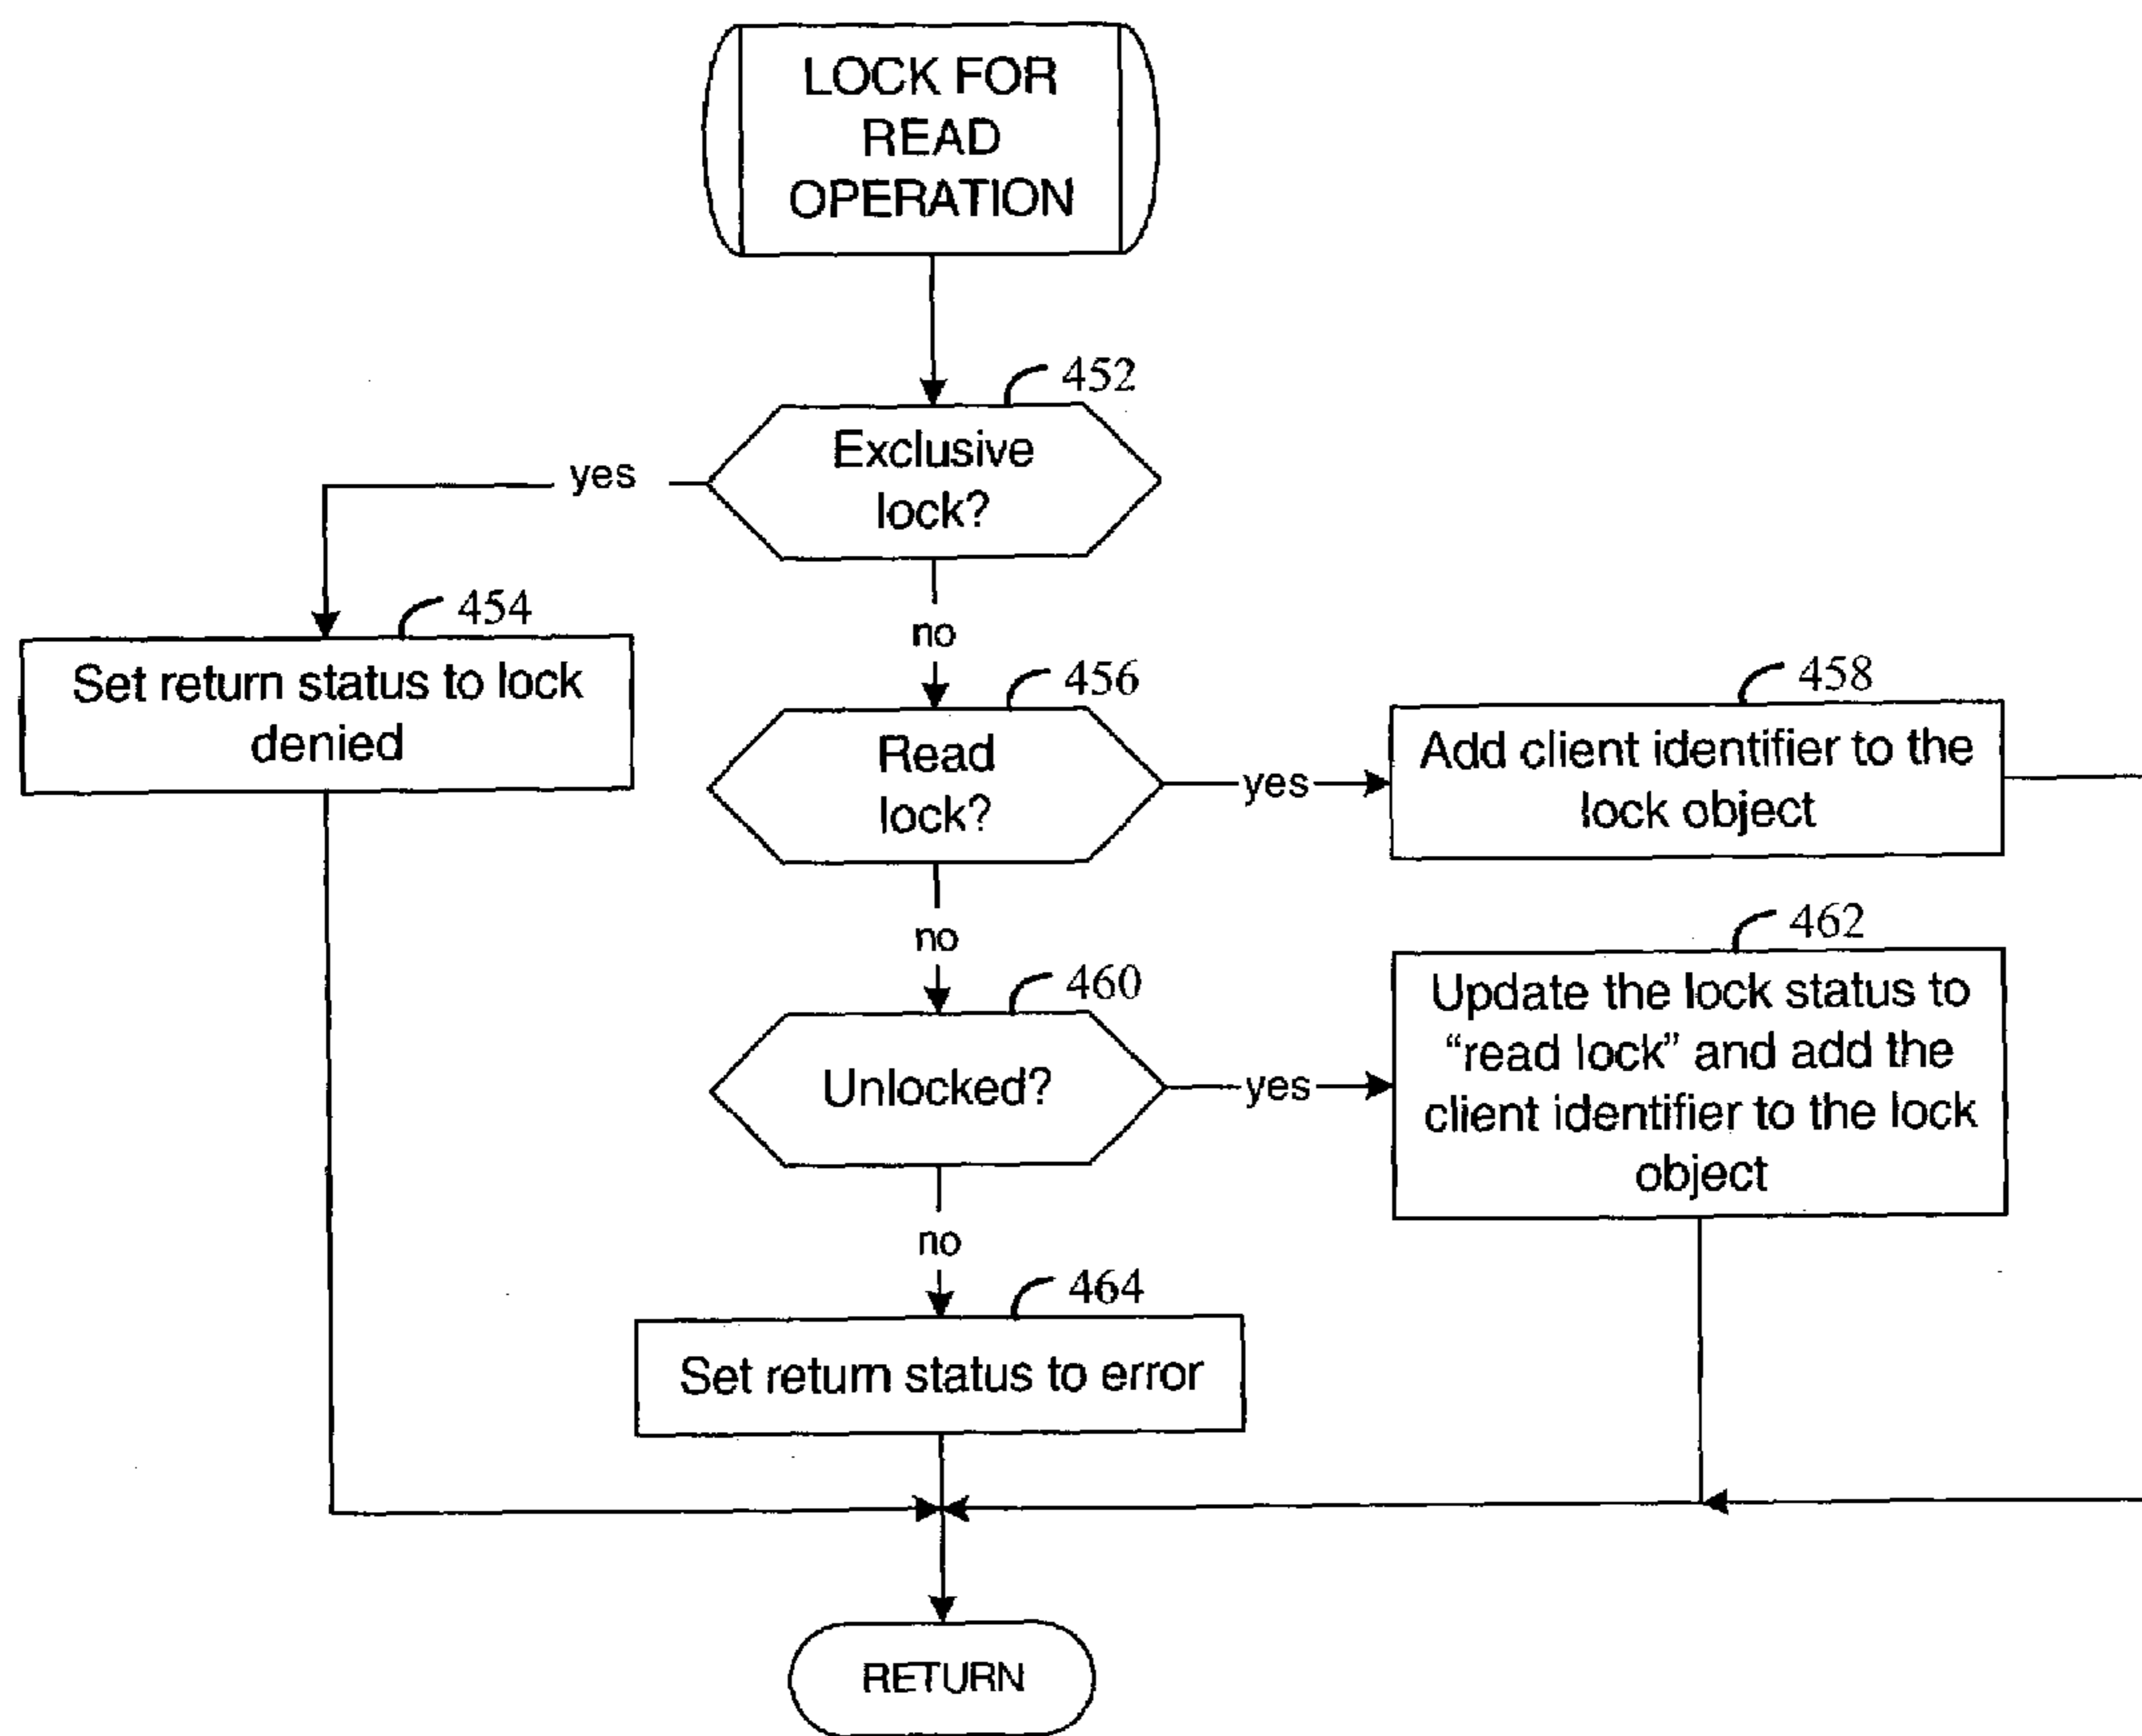 LOCK FOR
READ
OPERATION
452
Exclusive
lock?
yes
no
454
Set return status to lock
denied
456
Read
lock?
yes
458
Add client identifier to the
lock object
no
460
Unlocked?
yes
462
Update the lock status to
“read lock” and add the
client identifier to the lock
object
no
464
Set return status to error
RETURN